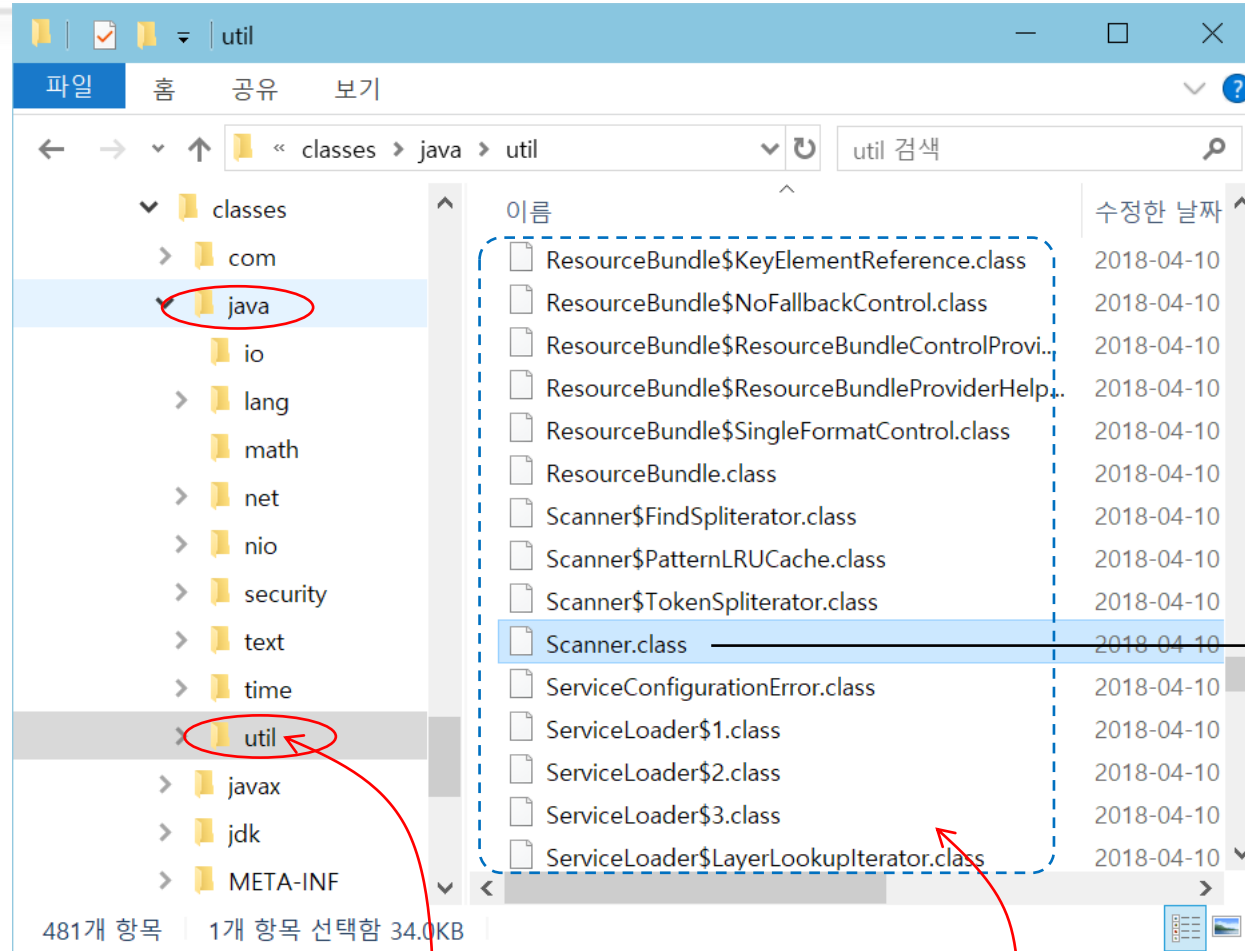 util
파일 홈 공유 보기
« classes > java > util
util 검색
classes
com
java
io
lang
math
net
nio
security
text
time
util
javax
jdk
META-INF
이름 수정한 날짜
ResourceBundle$KeyElementReference.class 2018-04-10
ResourceBundle$NoFallbackControl.class 2018-04-10
ResourceBundle$ResourceBundleControlProvi... 2018-04-10
ResourceBundle$ResourceBundleProviderHelp... 2018-04-10
ResourceBundle$SingleFormatControl.class 2018-04-10
ResourceBundle.class 2018-04-10
Scanner$FindSpliterator.class 2018-04-10
Scanner$PatternLRUCache.class 2018-04-10
Scanner$TokenSpliterator.class 2018-04-10
Scanner.class 2018-04-10
ServiceConfigurationError.class 2018-04-10
ServiceLoader$1.class 2018-04-10
ServiceLoader$2.class 2018-04-10
ServiceLoader$3.class 2018-04-10
ServiceLoader$LayerLookupIterator.class 2018-04-10
481개 항목 1개 항목 선택함 34.0KB